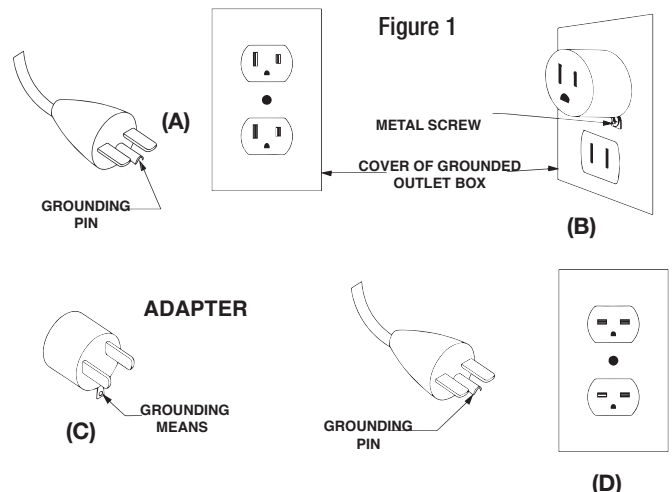 Figure 1
(A)
METAL SCREW
COVER OF GROUNDED
OUTLET BOX
GROUNDING
PIN
(B)
ADAPTER
GROUNDING
MEANS
(C)
GROUNDING
PIN
(D)